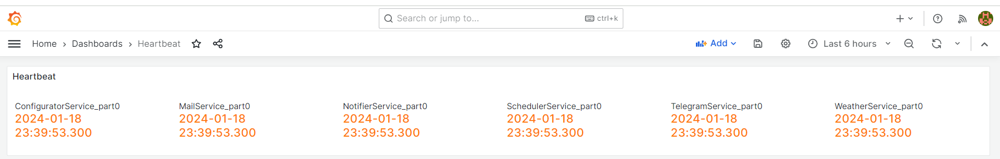 Search or jump to...
ctrl+k
Home
Dashboards
Heartbeat
Add
Last 6 hours
Heartbeat
ConfiguratorService_part0
2024-01-18
23:39:53.300
MailService_part0
2024-01-18
23:39:53.300
NotifierService_part0
2024-01-18
23:39:53.300
SchedulerService_part0
2024-01-18
23:39:53.300
TelegramService_part0
2024-01-18
23:39:53.300
WeatherService_part0
2024-01-18
23:39:53.300